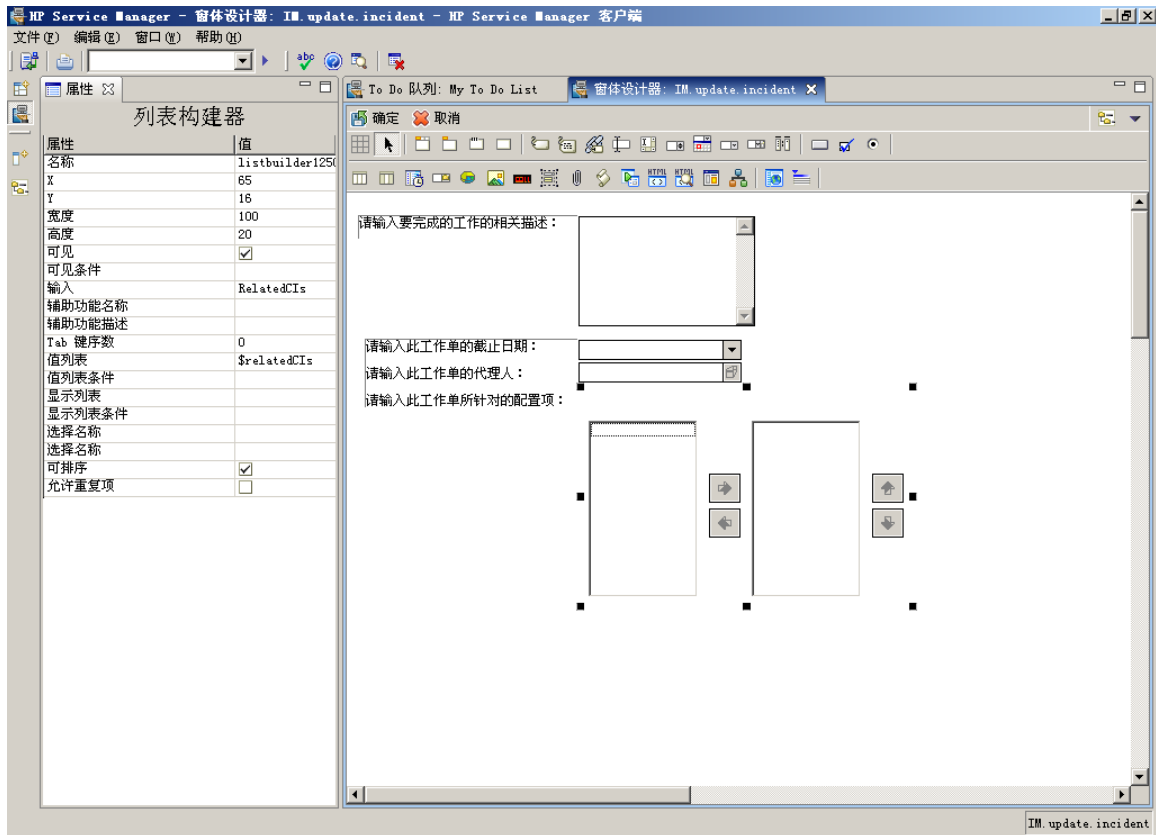 HP Service Manager - 窗体设计器: IM.update.incident - HP Service Manager 客户端
文件(F) 编辑(E) 窗口(W) 帮助(H)
abc
属性
To Do 队列: My To Do List
窗体设计器: IM.update.incident
列表构建器
确定 取消
属性 值
名称 listbuilder1250
X 65
Y 16
宽度 100
高度 20
可见
可见条件
输入 RelatedCIs
辅助功能名称
辅助功能描述
Tab 键序数 0
值列表 $relatedCIs
值列表条件
显示列表
显示列表条件
选择名称
选择名称
可排序
允许重复项
HTML HTML
请输入要完成的工作的相关描述：
请输入此工作单的截止日期：
请输入此工作单的代理人：
请输入此工作单所针对的配置项：
IM.update.incident